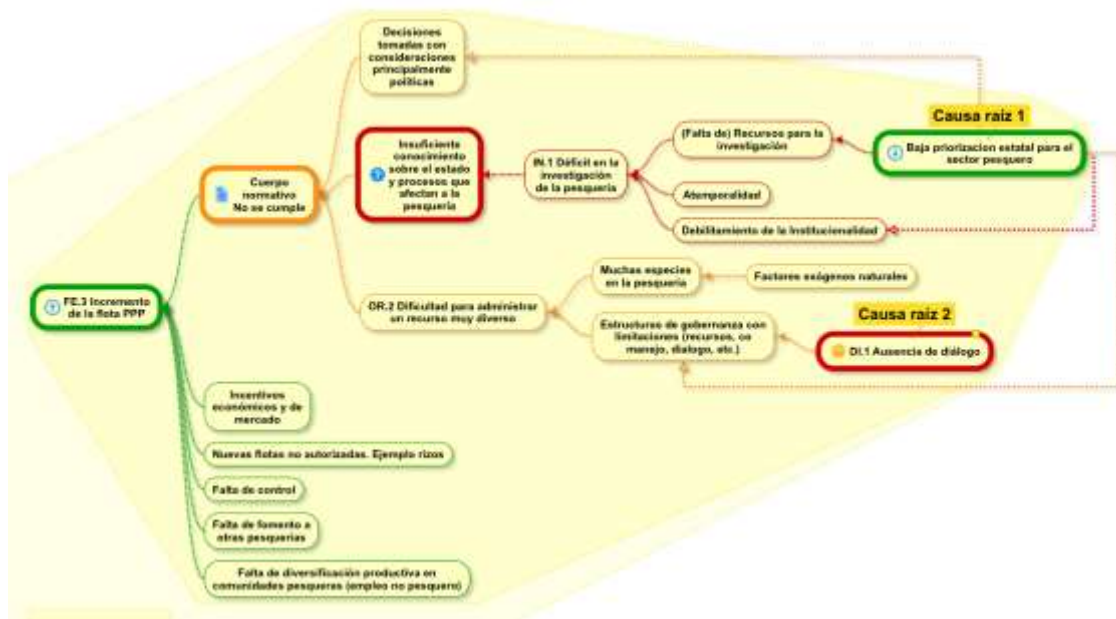 Decisiones
tomadas con
consideraciones
principalmente
políticas
Causa raíz 1
Insuficiente
conocimiento
sobre el estado
y procesos que
afectan a la
pesquería
IN.1 Déficit en la
investigación
de la pesquería
(Falta de) Recursos para la
investigación
Baja priorizacion estatal para el
sector pesquero
Atemporalidad
Debilitamiento de la Institucionalidad
Cuerpo
normativo
No se cumple
Muchas especies
en la pesquería
Factores exógenos naturales
OR.2 Dificultad para administrar
un recurso muy diverso
Estructuras de gobernanza con
limitaciones (recursos, co
manejo, dialogo, etc.)
Causa raíz 2
DI.1 Ausencia de diálogo
FE.3 Incremento
de la flota PPP
Incentivos
económicos y de
mercado
Nuevas flotas no autorizadas. Ejemplo rizos
Falta de control
Falta de fomento a
otras pesquerías
Falta de diversificación productiva en
comunidades pesqueras (empleo no pesquero)